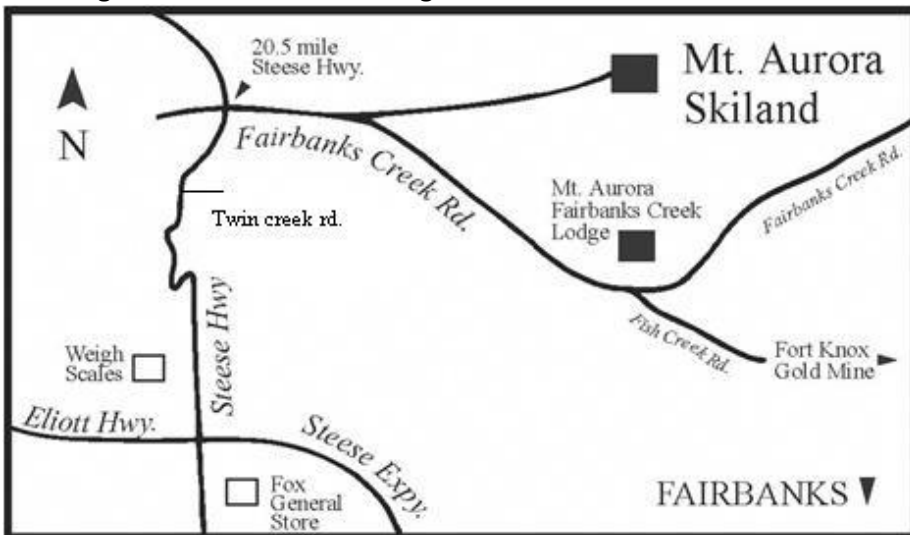 20.5 mile
Steese Hwy.
Mt. Aurora
Skiland
N
Fairbanks Creek Rd.
Fairbanks Creek Rd.
Mt. Aurora
Fairbanks Creek
Lodge
Twin creek rd.
Steese Hwy
Fish Creek Rd.
Weigh
Scales
Fort Knox
Gold Mine
Eliott Hwy.
Steese Expy.
Fox
General
Store
FAIRBANKS